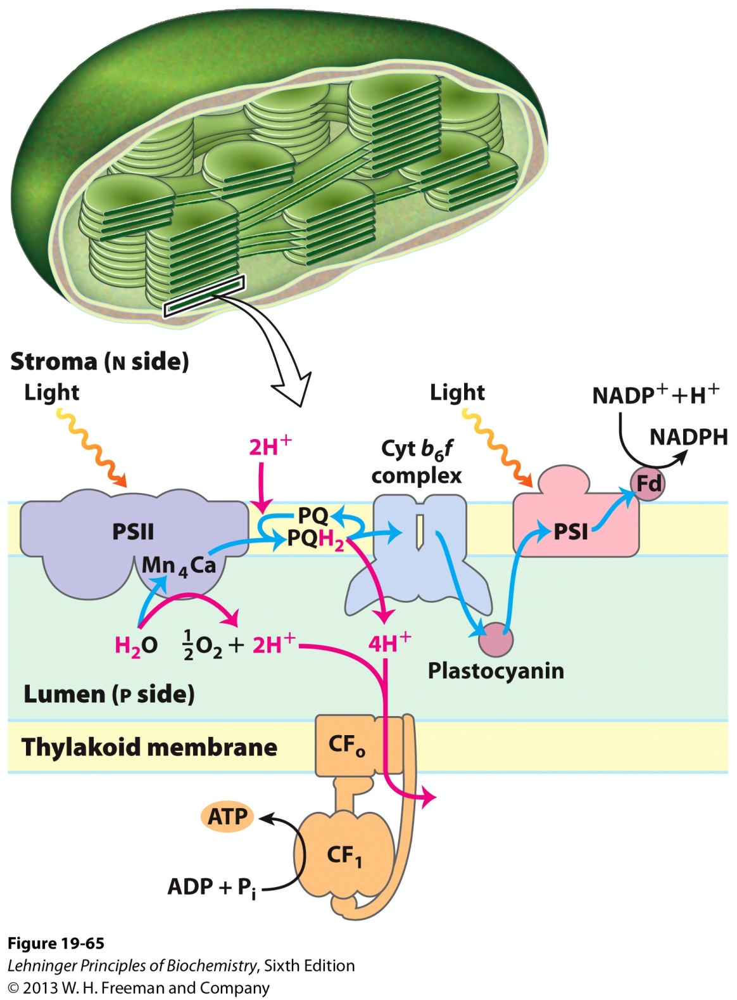 Stroma (N side)
Light
Light
NADP⁺ + H⁺
NADPH
2H⁺
Cyt b₆f
complex
Fd
PSII
PQ
PQH₂
PSI
Mn₄Ca
H₂O ½O₂ + 2H⁺
4H⁺
Plastocyanin
Lumen (P side)
Thylakoid membrane
CFₒ
ATP
CF₁
ADP + Pᵢ
Figure 19-65
Lehninger Principles of Biochemistry, Sixth Edition
© 2013 W. H. Freeman and Company